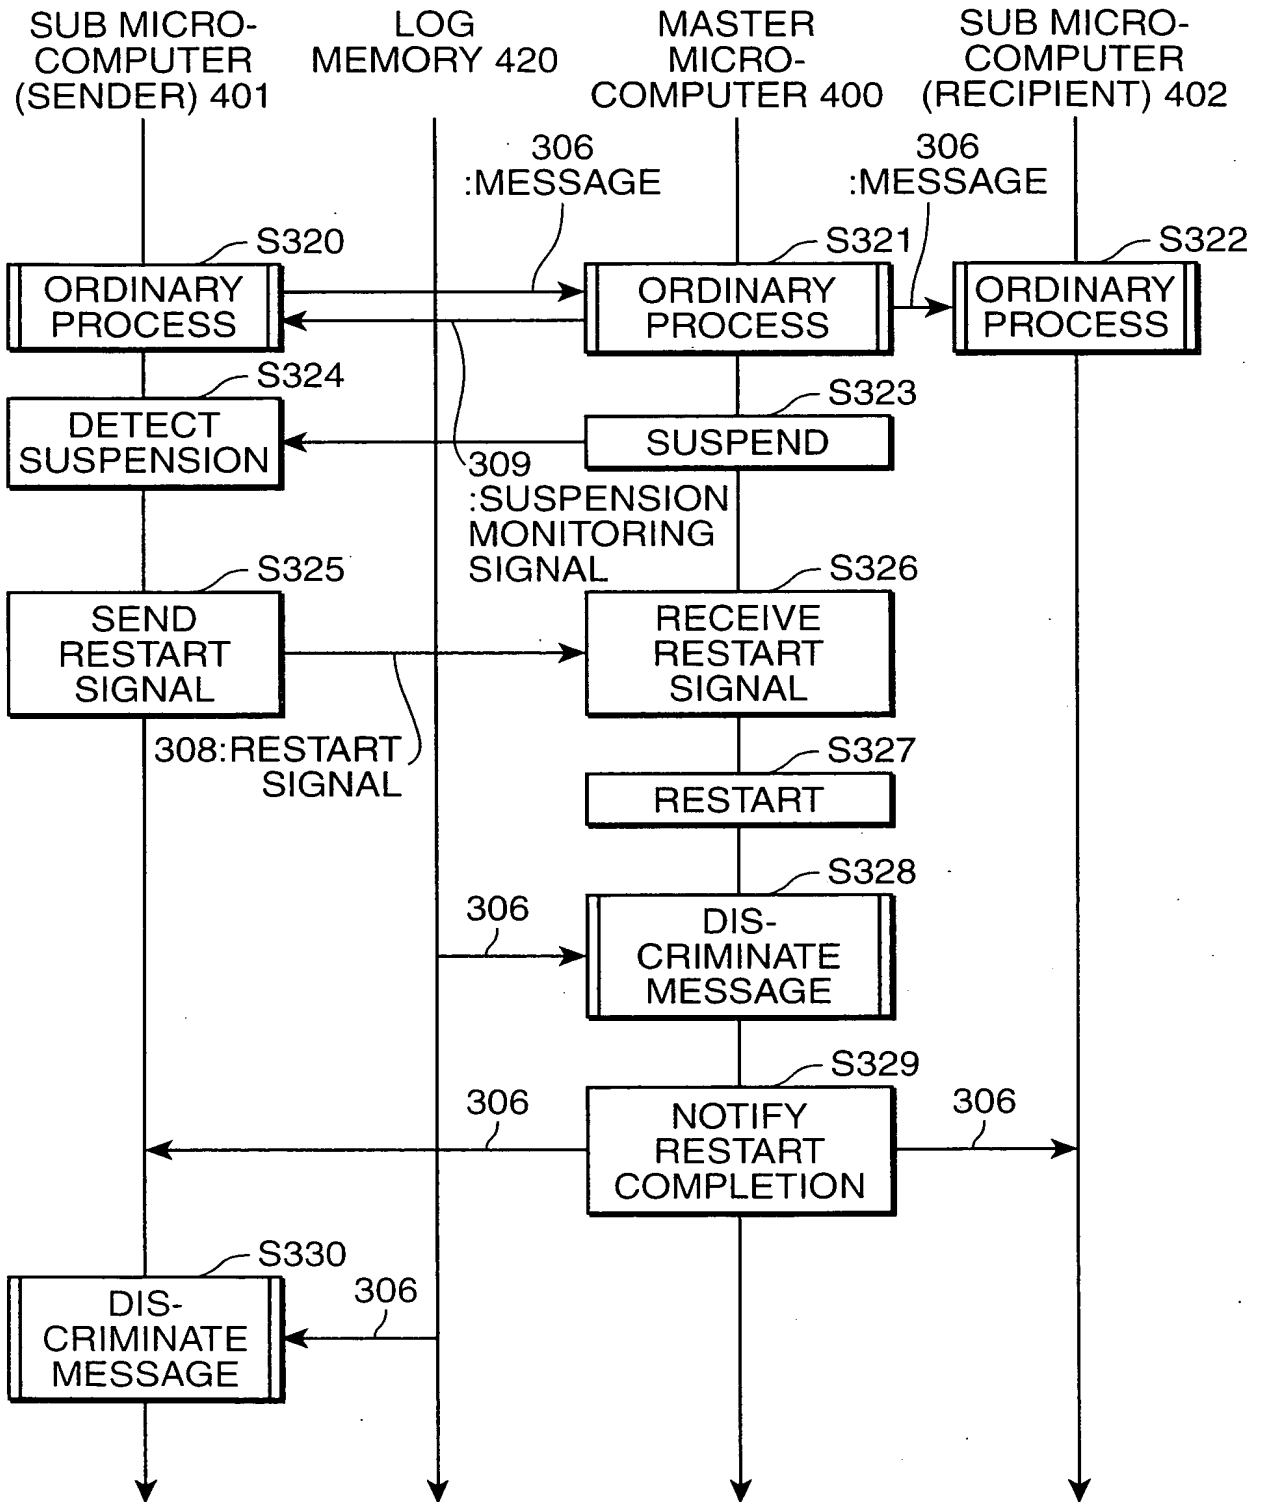 SUB MICRO-
COMPUTER
(SENDER) 401
LOG
MEMORY 420
MASTER
MICRO-
COMPUTER 400
SUB MICRO-
COMPUTER
(RECIPIENT) 402
306
:MESSAGE
306
:MESSAGE
S320
ORDINARY
PROCESS
S321
ORDINARY
PROCESS
S322
ORDINARY
PROCESS
S324
DETECT
SUSPENSION
S323
SUSPEND
309
:SUSPENSION
MONITORING
SIGNAL
S325
SEND
RESTART
SIGNAL
S326
RECEIVE
RESTART
SIGNAL
308:RESTART
SIGNAL
S327
RESTART
S328
306
DIS-
CRIMINATE
MESSAGE
S329
306
NOTIFY
RESTART
COMPLETION
306
S330
DIS-
CRIMINATE
MESSAGE
306